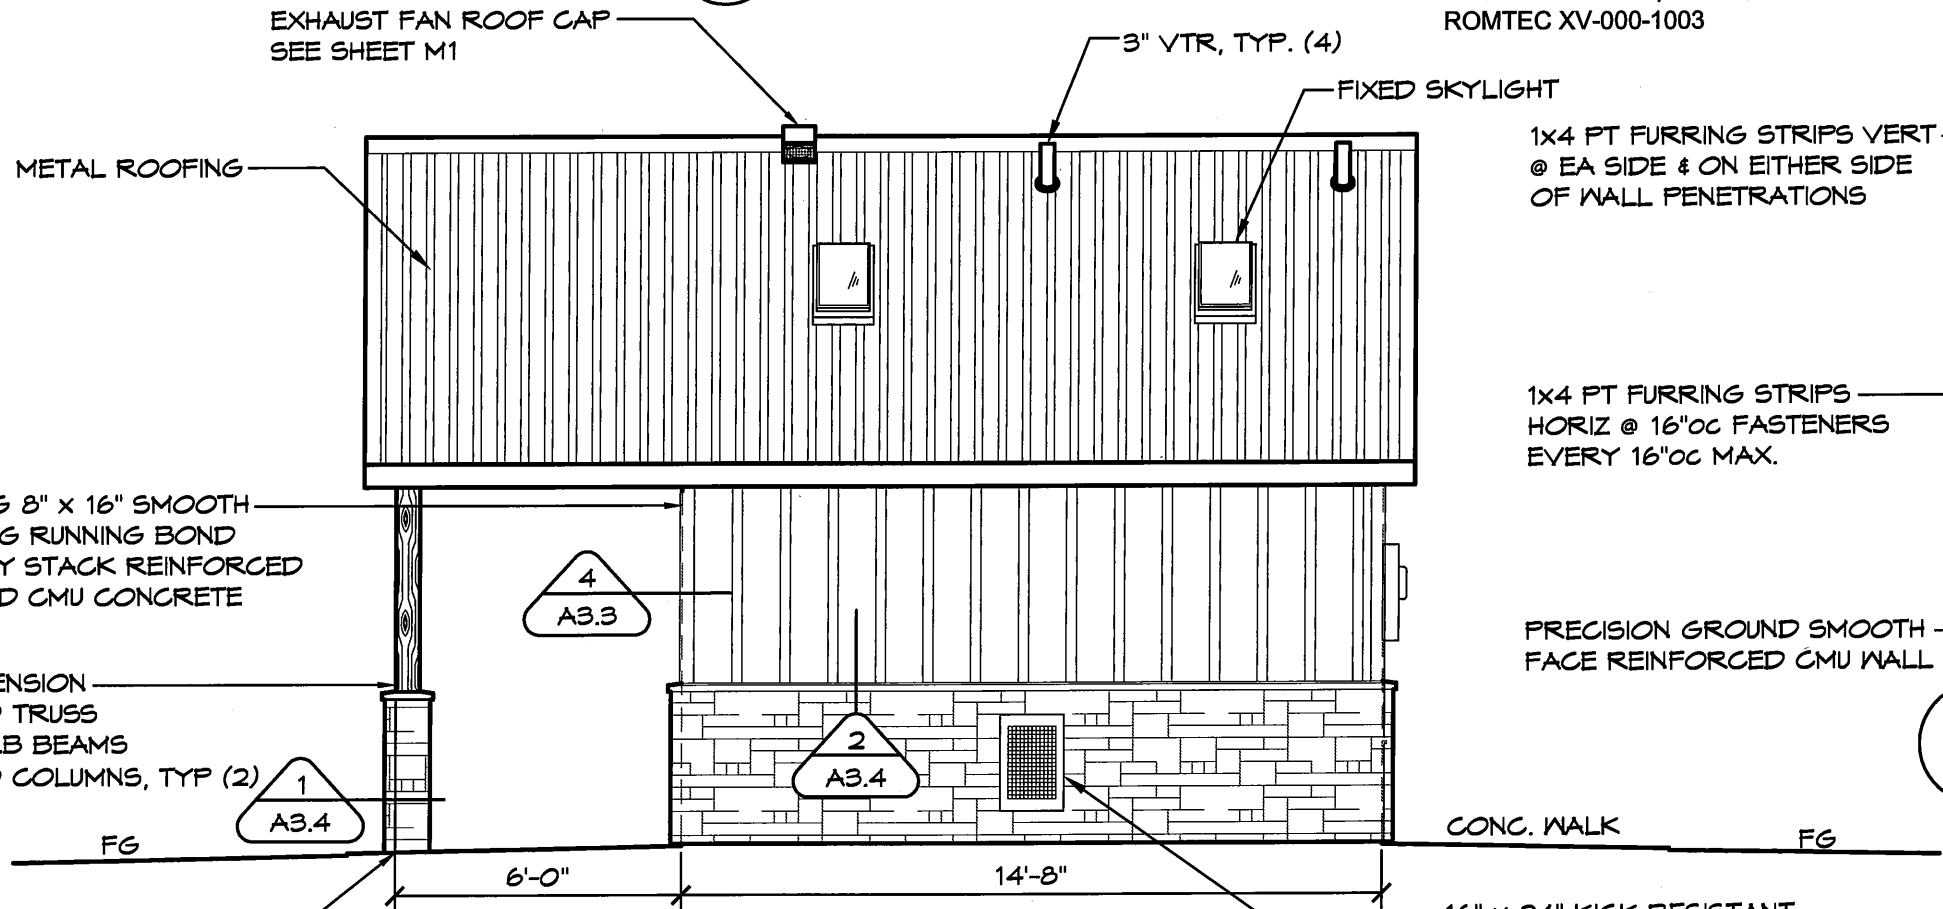 EXHAUST FAN ROOF CAP
SEE SHEET M1
ROMTEC XV-000-1003
3" VTR, TYP. (4)
FIXED SKYLIGHT
METAL ROOFING
1x4 PT FURRING STRIPS VERT
@ EA SIDE & ON EITHER SIDE
OF WALL PENETRATIONS
1x4 PT FURRING STRIPS
HORIZ @ 16"OC FASTENERS
EVERY 16"OC MAX.
8" X 16" SMOOTH
RUNNING BOND
STACK REINFORCED
CMU CONCRETE
4
A3.3
PRECISION GROUND SMOOTH
FACE REINFORCED CMU WALL
TRUSS
BEAMS
COLUMNS, TYP (2)
1
A3.4
2
A3.4
FG
CONC. WALK
FG
6'-0"
14'-8"